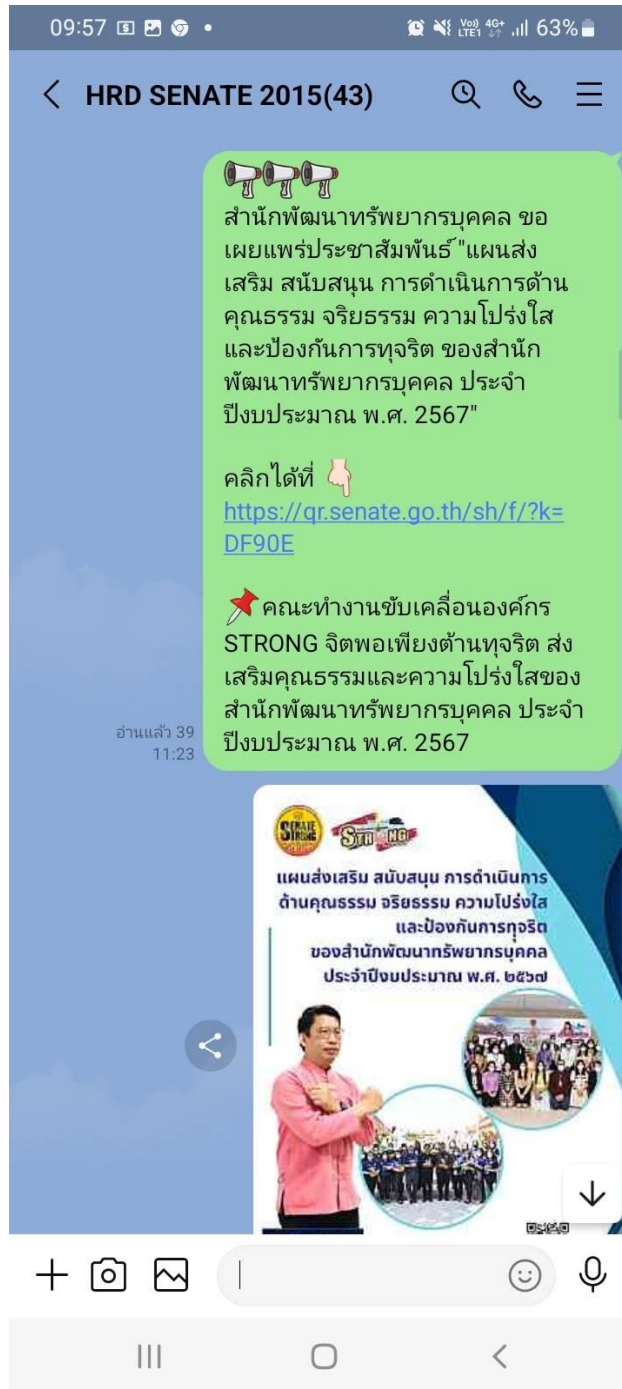 09:57
Vo)) 4G+
LTE1
63%
HRD SENATE 2015(43)
สำนักพัฒนาทรัพยากรบุคคล ขอ
เผยแพร่ประชาสัมพันธ์ "แผนส่ง
เสริม สนับสนุน การดำเนินการด้าน
คุณธรรม จริยธรรม ความโปร่งใส
และป้องกันการทุจริต ของสำนัก
พัฒนาทรัพยากรบุคคล ประจำ
ปีงบประมาณ พ.ศ. 2567"
คลิกได้ที่
https://qr.senate.go.th/sh/f/?k=
DF90E
คณะทำงานขับเคลื่อนองค์กร
STRONG จิตพอเพียงต้านทุจริต ส่ง
เสริมคุณธรรมและความโปร่งใสของ
สำนักพัฒนาทรัพยากรบุคคล ประจำ
ปีงบประมาณ พ.ศ. 2567
อ่านแล้ว 39
11:23
SENATE
STRONG
STRONG
แผนส่งเสริม สนับสนุน การดำเนินการ
ด้านคุณธรรม จริยธรรม ความโปร่งใส
และป้องกันการทุจริต
ของสำนักพัฒนาทรัพยากรบุคคล
ประจำปีงบประมาณ พ.ศ. ๒๕๖๗